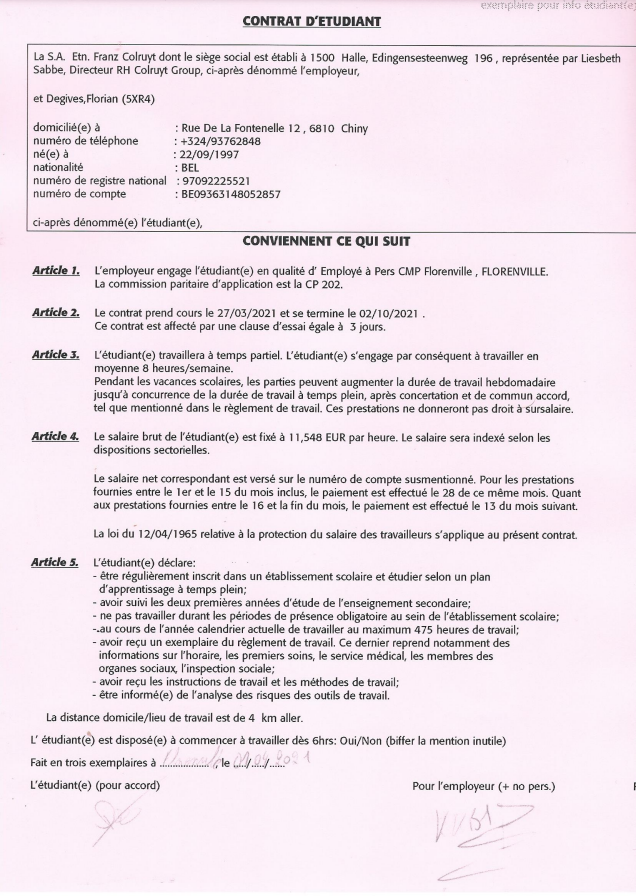 exemplaire pour info étudiant(e)
CONTRAT D'ETUDIANT
La S.A. Etn. Franz Colruyt dont le siège social est établi à 1500 Halle, Edingensesteenweg 196 , représentée par Liesbeth
Sabbe, Directeur RH Colruyt Group, ci-après dénommé l'employeur,
et Degives,Florian (5XR4)
domicilié(e) à : Rue De La Fontenelle 12 , 6810 Chiny
numéro de téléphone : +324/93762848
né(e) à : 22/09/1997
nationalité : BEL
numéro de registre national : 97092225521
numéro de compte : BE09363148052857
ci-après dénommé(e) l'étudiant(e),
CONVIENNENT CE QUI SUIT
Article 1. L'employeur engage l'étudiant(e) en qualité d' Employé à Pers CMP Florenville , FLORENVILLE.
La commission paritaire d'application est la CP 202.
Article 2. Le contrat prend cours le 27/03/2021 et se termine le 02/10/2021 .
Ce contrat est affecté par une clause d'essai égale à 3 jours.
Article 3. L'étudiant(e) travaillera à temps partiel. L'étudiant(e) s'engage par conséquent à travailler en
moyenne 8 heures/semaine.
Pendant les vacances scolaires, les parties peuvent augmenter la durée de travail hebdomadaire
jusqu'à concurrence de la durée de travail à temps plein, après concertation et de commun accord,
tel que mentionné dans le règlement de travail. Ces prestations ne donneront pas droit à sursalaire.
Article 4. Le salaire brut de l'étudiant(e) est fixé à 11,548 EUR par heure. Le salaire sera indexé selon les
dispositions sectorielles.
Le salaire net correspondant est versé sur le numéro de compte susmentionné. Pour les prestations
fournies entre le 1er et le 15 du mois inclus, le paiement est effectué le 28 de ce même mois. Quant
aux prestations fournies entre le 16 et la fin du mois, le paiement est effectué le 13 du mois suivant.
La loi du 12/04/1965 relative à la protection du salaire des travailleurs s'applique au présent contrat.
Article 5. L'étudiant(e) déclare:
- être régulièrement inscrit dans un établissement scolaire et étudier selon un plan
d'apprentissage à temps plein;
- avoir suivi les deux premières années d'étude de l'enseignement secondaire;
- ne pas travailler durant les périodes de présence obligatoire au sein de l'établissement scolaire;
-.au cours de l'année calendrier actuelle de travailler au maximum 475 heures de travail;
- avoir reçu un exemplaire du règlement de travail. Ce dernier reprend notamment des
informations sur l'horaire, les premiers soins, le service médical, les membres des
organes sociaux, l'inspection sociale;
- avoir reçu les instructions de travail et les méthodes de travail;
- être informé(e) de l'analyse des risques des outils de travail.
La distance domicile/lieu de travail est de 4 km aller.
L' étudiant(e) est disposé(e) à commencer à travailler dès 6hrs: Oui/Non (biffer la mention inutile)
Fait en trois exemplaires à .................., le .../.../......
L'étudiant(e) (pour accord) Pour l'employeur (+ no pers.)